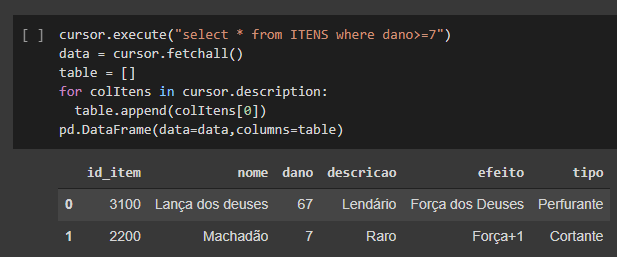 [ ] cursor.execute("select * from ITENS where dano>=7")
data = cursor.fetchall()
table = []
for colItens in cursor.description:
  table.append(colItens[0])
pd.DataFrame(data=data,columns=table)
id_item nome dano descricao efeito tipo
0 3100 Lança dos deuses 67 Lendário Força dos Deuses Perfurante
1 2200 Machadão 7 Raro Força+1 Cortante